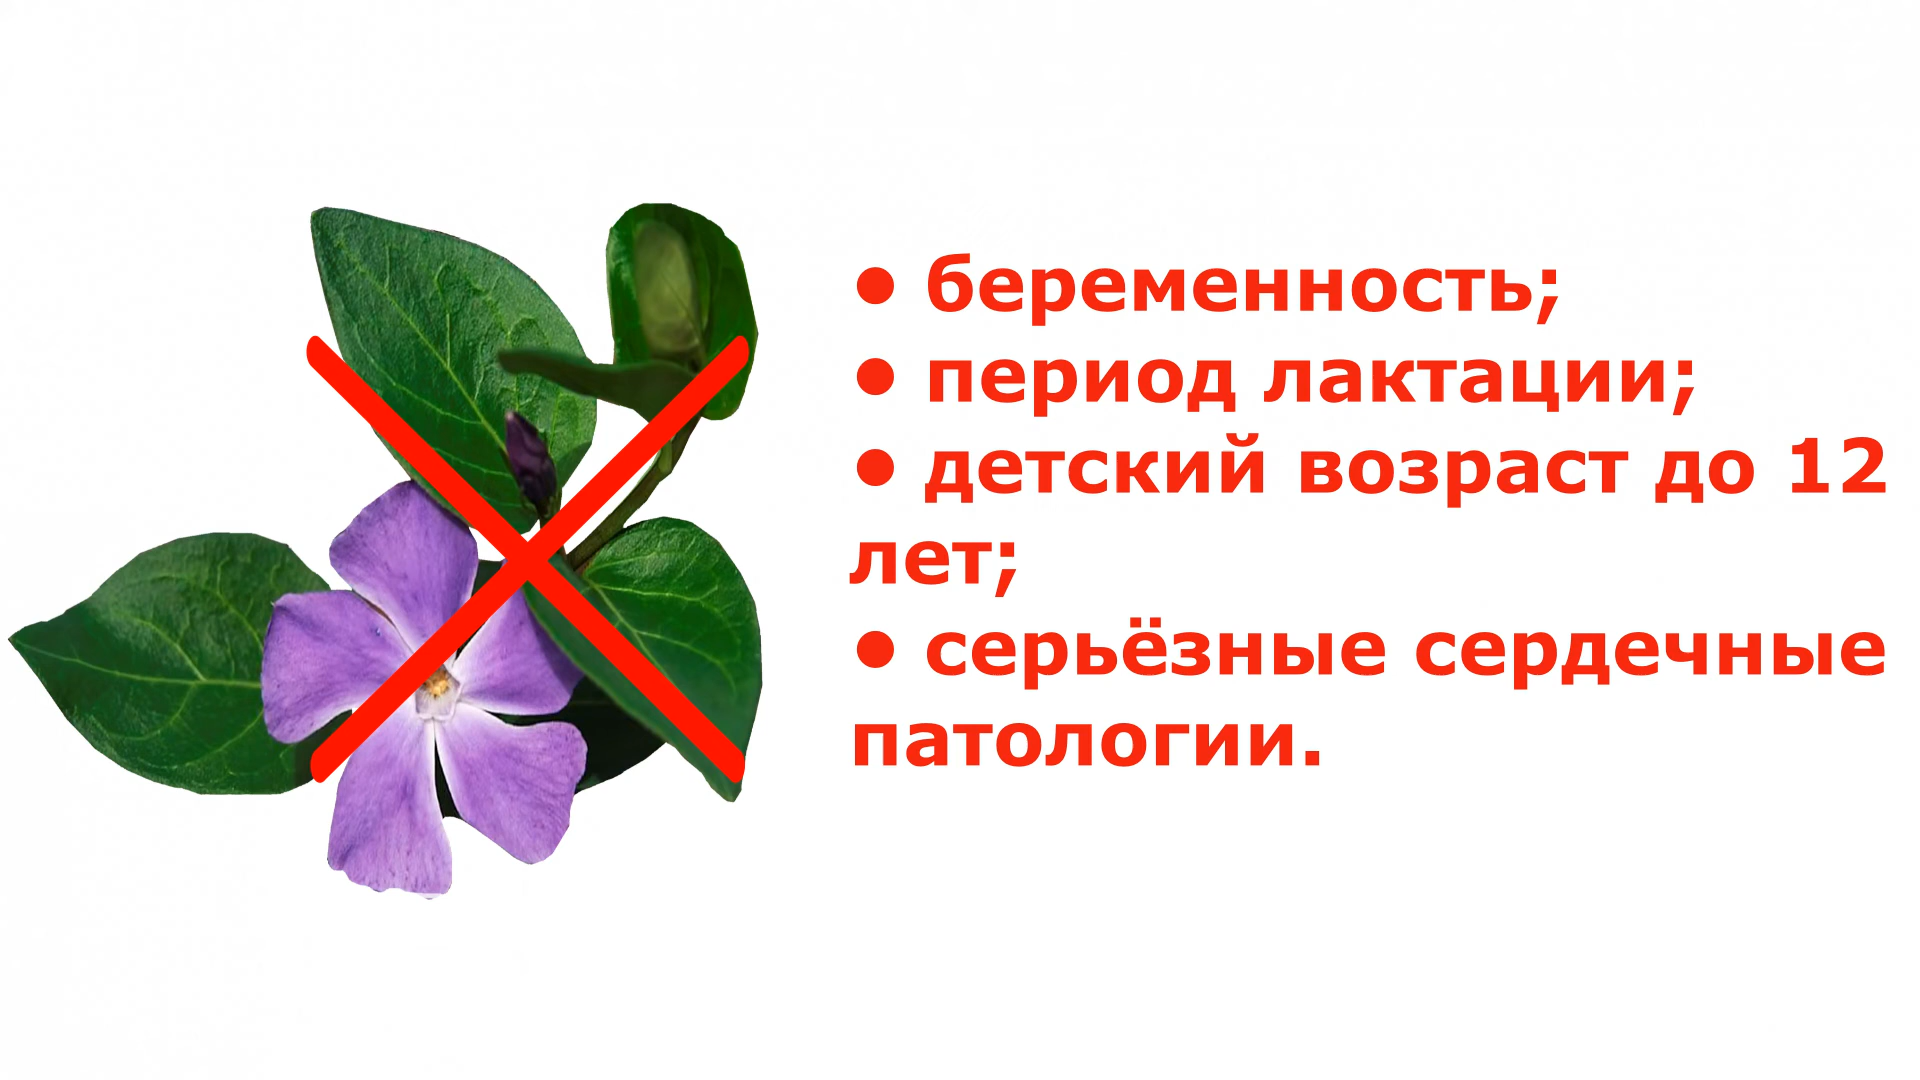 ● беременность;
● период лактации;
● детский возраст до 12
лет;
● серьёзные сердечные
патологии.